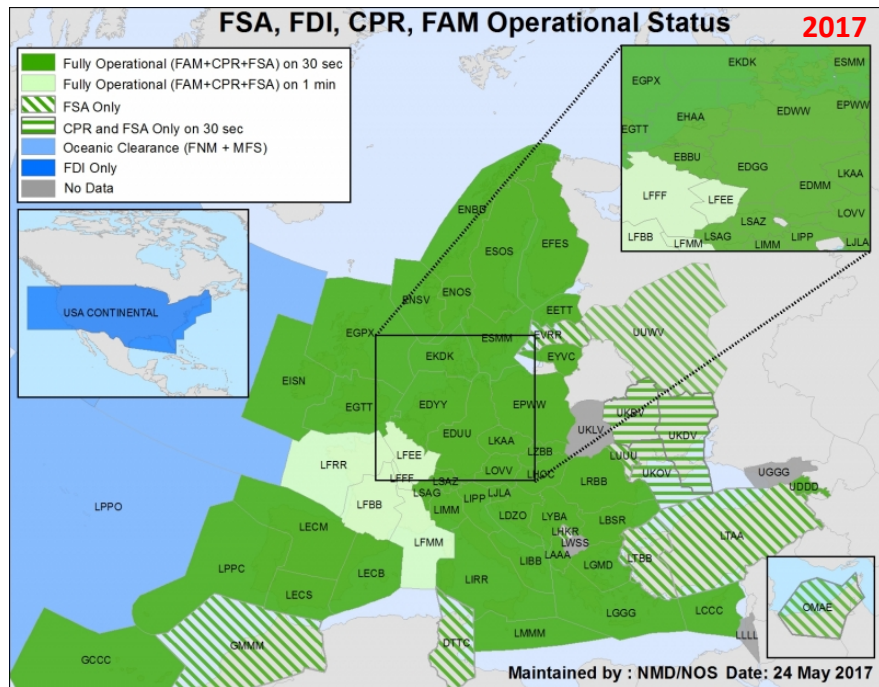 FSA, FDI, CPR, FAM Operational Status
2017
Fully Operational (FAM+CPR+FSA) on 30 sec
Fully Operational (FAM+CPR+FSA) on 1 min
FSA Only
CPR and FSA Only on 30 sec
Oceanic Clearance (FNM + MFS)
FDI Only
No Data
USA CONTINENTAL
EKDK
ESMM
EGPX
EHAA
EDWW
EPWW
EGTT
EBBU
EDGG
LKAA
LFFF
LFEE
EDMM
LSAZ
LOVV
LFBB
LFMM
LSAG
LIMM
LIPP
LJLA
ENBD
ESOS
EFES
ENSV
ENOS
EETT
EGPX
ESMM
EVRR
UUWV
EKDK
EYVC
EISN
EGTT
EDYY
EPWW
UKBV
UKLV
UKDV
EDUU
LKAA
LZBB
LFEE
LUUU
LFRR
LOVV
LHCC
UKOV
UGGG
LFFF
LSAZ
LRBB
UDDD
LPPO
LFBB
LSAG
LIPP
LJLA
LIMM
LDZO
LYBA
LBSR
LECM
LHKR
LTAA
LFMM
LWSS
LAAA
LTBB
LPPC
LIBB
LGMD
LECB
LIRR
LECS
OMAE
LGGG
LCCC
LMMM
LLLL
GMMM
DTTC
GCCC
Maintained by : NMD/NOS Date: 24 May 2017